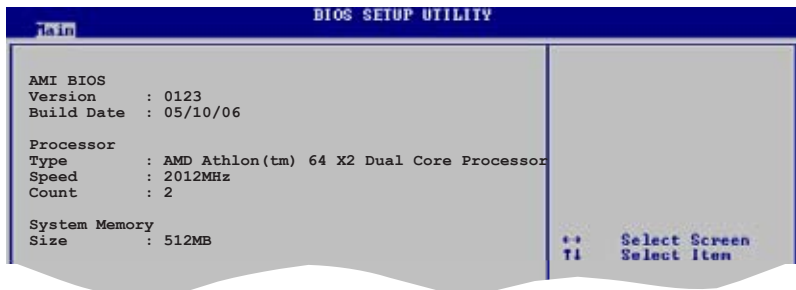 BIOS SETUP UTILITY
Main
AMI BIOS
Version : 0123
Build Date : 05/10/06
Processor
Type : AMD Athlon(tm) 64 X2 Dual Core Processor
Speed : 2012MHz
Count : 2
System Memory
Size : 512MB
↔ Select Screen
↑↓ Select Item